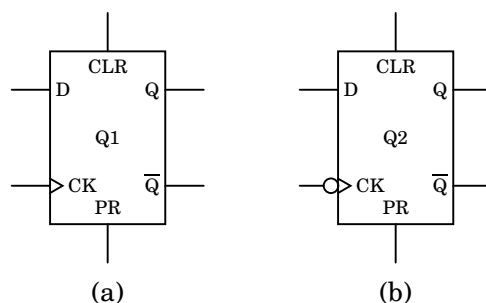 CLR CLR
D Q D Q
Q1 Q2
CK Q̅ CK Q̅
PR PR
(a) (b)